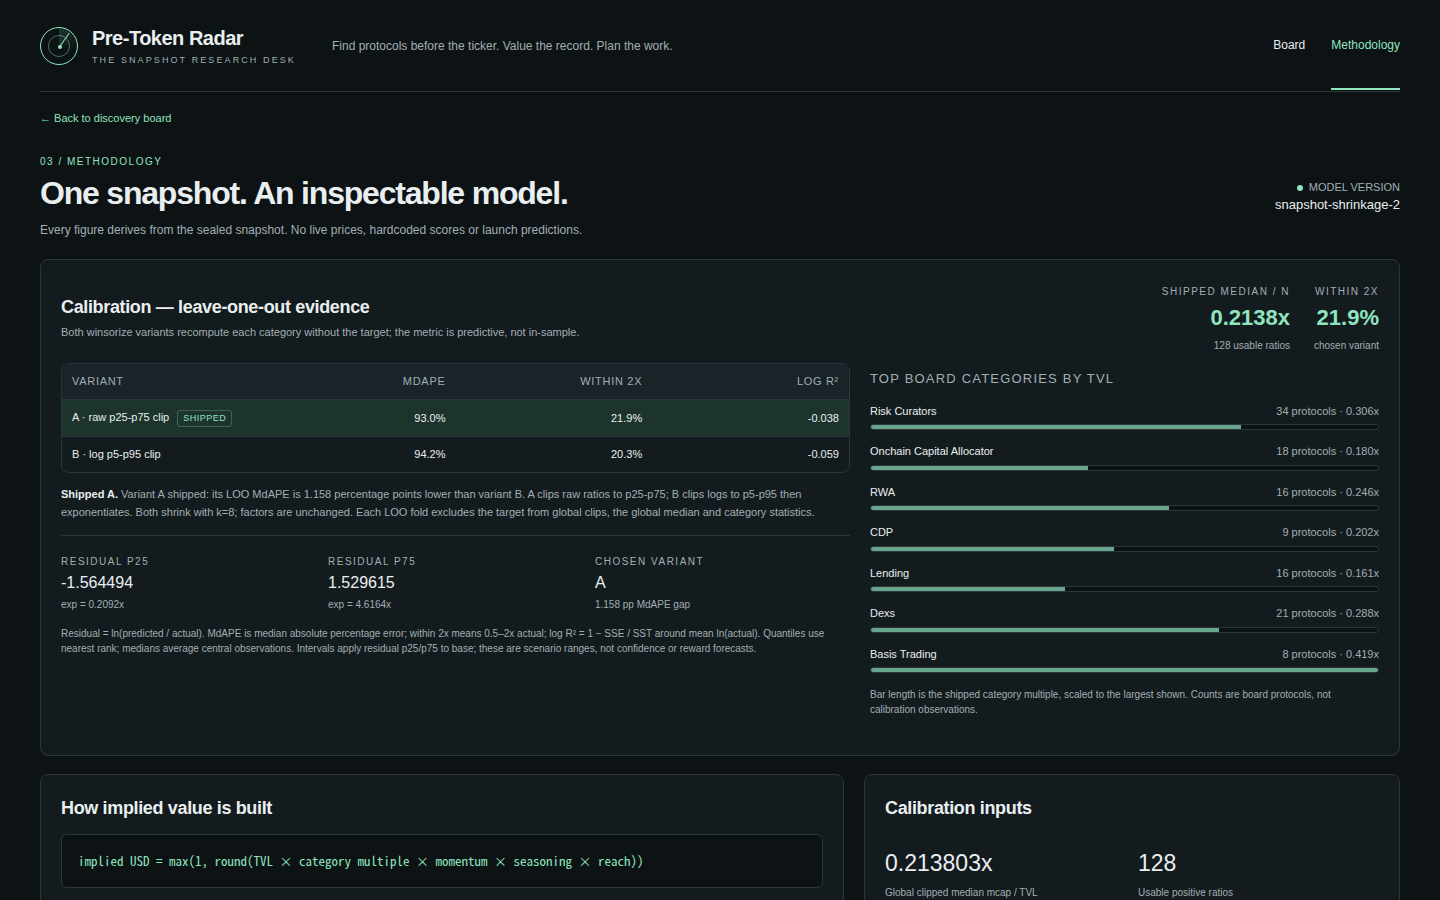 Pre-Token Radar
THE SNAPSHOT RESEARCH DESK
Find protocols before the ticker. Value the record. Plan the work.
Board
Methodology
← Back to discovery board
03 / METHODOLOGY
One snapshot. An inspectable model.
Every figure derives from the sealed snapshot. No live prices, hardcoded scores or launch predictions.
MODEL VERSION
snapshot-shrinkage-2
Calibration — leave-one-out evidence
Both winsorize variants recompute each category without the target; the metric is predictive, not in-sample.
SHIPPED MEDIAN / N
0.2138x
128 usable ratios
WITHIN 2X
21.9%
chosen variant
VARIANT MDAPE WITHIN 2X LOG R²
A · raw p25-p75 clip SHIPPED 93.0% 21.9% -0.038
B · log p5-p95 clip 94.2% 20.3% -0.059
Shipped A. Variant A shipped: its LOO MdAPE is 1.158 percentage points lower than variant B. A clips raw ratios to p25-p75; B clips logs to p5-p95 then
exponentiates. Both shrink with k=8; factors are unchanged. Each LOO fold excludes the target from global clips, the global median and category statistics.
RESIDUAL P25
-1.564494
exp = 0.2092x
RESIDUAL P75
1.529615
exp = 4.6164x
CHOSEN VARIANT
A
1.158 pp MdAPE gap
Residual = ln(predicted / actual). MdAPE is median absolute percentage error; within 2x means 0.5–2x actual; log R² = 1 − SSE / SST around mean ln(actual). Quantiles use
nearest rank; medians average central observations. Intervals apply residual p25/p75 to base; these are scenario ranges, not confidence or reward forecasts.
TOP BOARD CATEGORIES BY TVL
Risk Curators 34 protocols · 0.306x
Onchain Capital Allocator 18 protocols · 0.180x
RWA 16 protocols · 0.246x
CDP 9 protocols · 0.202x
Lending 16 protocols · 0.161x
Dexs 21 protocols · 0.288x
Basis Trading 8 protocols · 0.419x
Bar length is the shipped category multiple, scaled to the largest shown. Counts are board protocols, not
calibration observations.
How implied value is built
implied USD = max(1, round(TVL × category multiple × momentum × seasoning × reach))
Calibration inputs
0.213803x
Global clipped median mcap / TVL
128
Usable positive ratios